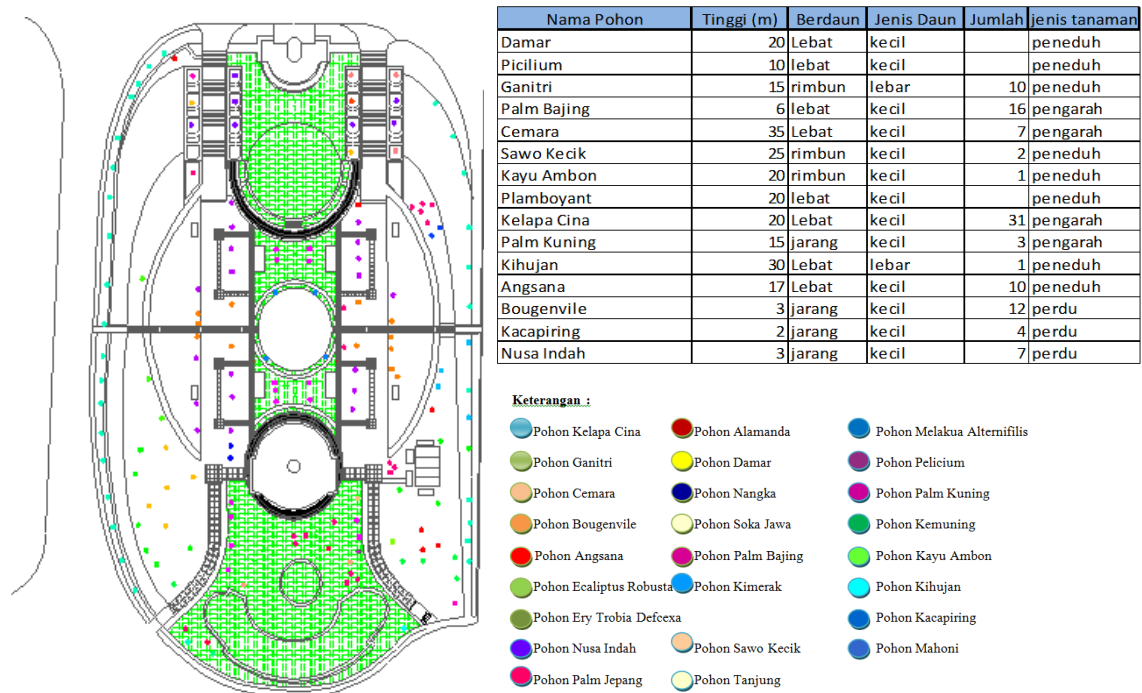 Nama Pohon Tinggi (m) Berdaun Jenis Daun Jumlah jenis tanaman
Damar 20 Lebat kecil peneduh
Picilium 10 lebat kecil peneduh
Ganitri 15 rimbun lebar 10 peneduh
Palm Bajing 6 lebat kecil 16 pengarah
Cemara 35 Lebat kecil 7 pengarah
Sawo Kecik 25 rimbun kecil 2 peneduh
Kayu Ambon 20 rimbun kecil 1 peneduh
Plamboyant 20 lebat kecil peneduh
Kelapa Cina 20 Lebat kecil 31 pengarah
Palm Kuning 15 jarang kecil 3 pengarah
Kihujan 30 Lebat lebar 1 peneduh
Angsana 17 Lebat kecil 10 peneduh
Bougenvile 3 jarang kecil 12 perdu
Kacapiring 2 jarang kecil 4 perdu
Nusa Indah 3 jarang kecil 7 perdu
Keterangan :
Pohon Kelapa Cina Pohon Alamanda Pohon Melakua Alternifilis
Pohon Ganitri Pohon Damar Pohon Pelicium
Pohon Cemara Pohon Nangka Pohon Palm Kuning
Pohon Bougenvile Pohon Soka Jawa Pohon Kemuning
Pohon Angsana Pohon Palm Bajing Pohon Kayu Ambon
Pohon Ecaliptus Robusta Pohon Kimerak Pohon Kihujan
Pohon Ery Trobia Defcexa Pohon Kacapiring
Pohon Nusa Indah Pohon Sawo Kecik Pohon Mahoni
Pohon Palm Jepang Pohon Tanjung